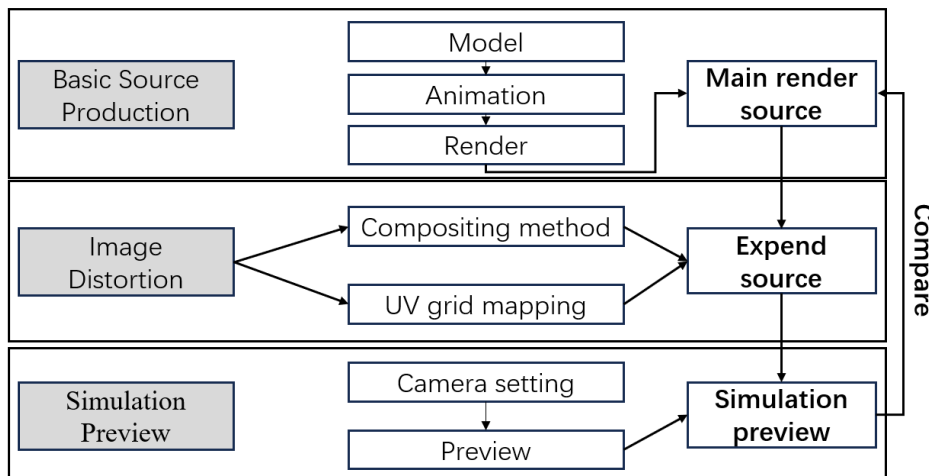 Basic Source
Production
Model
Animation
Render
Main render
source
Image
Distortion
Compositing method
UV grid mapping
Expend
source
Simulation
Preview
Camera setting
Preview
Simulation
preview
Compare